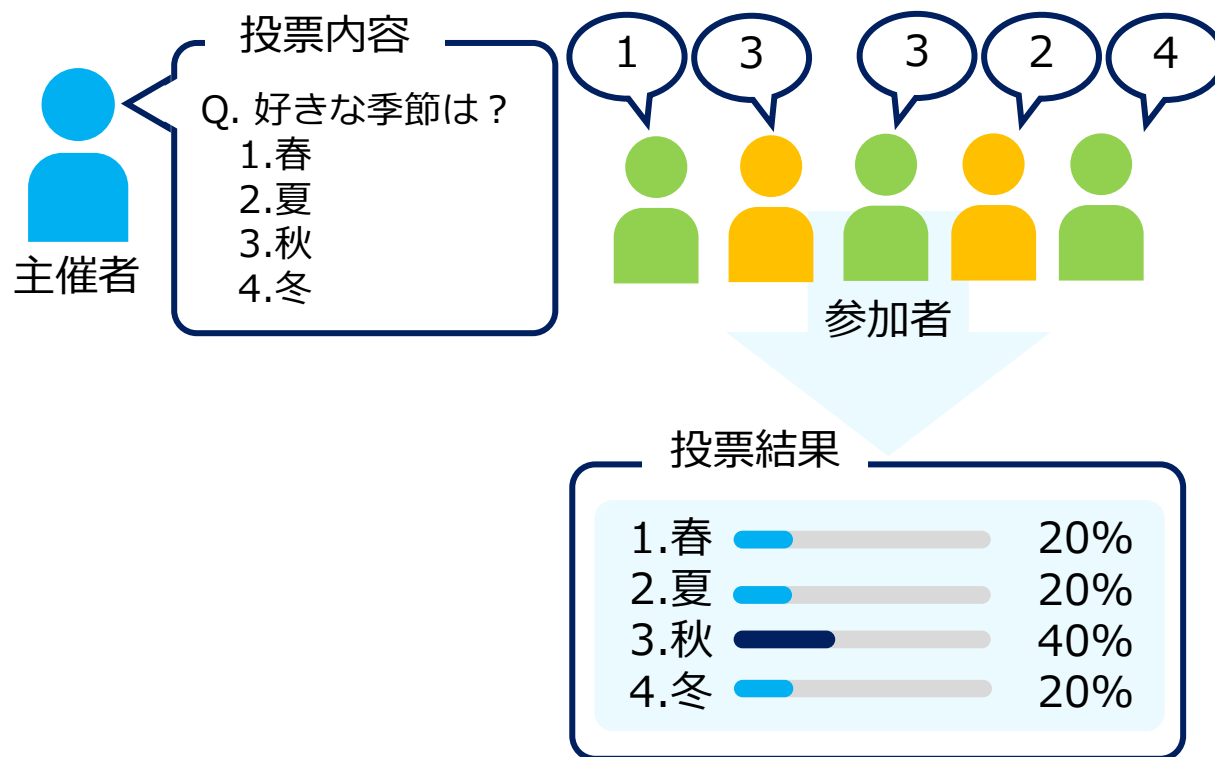 投票内容
Q. 好きな季節は？
1.春
2.夏
3.秋
4.冬
主催者
1
3
3
2
4
参加者
投票結果
1.春 20%
2.夏 20%
3.秋 40%
4.冬 20%